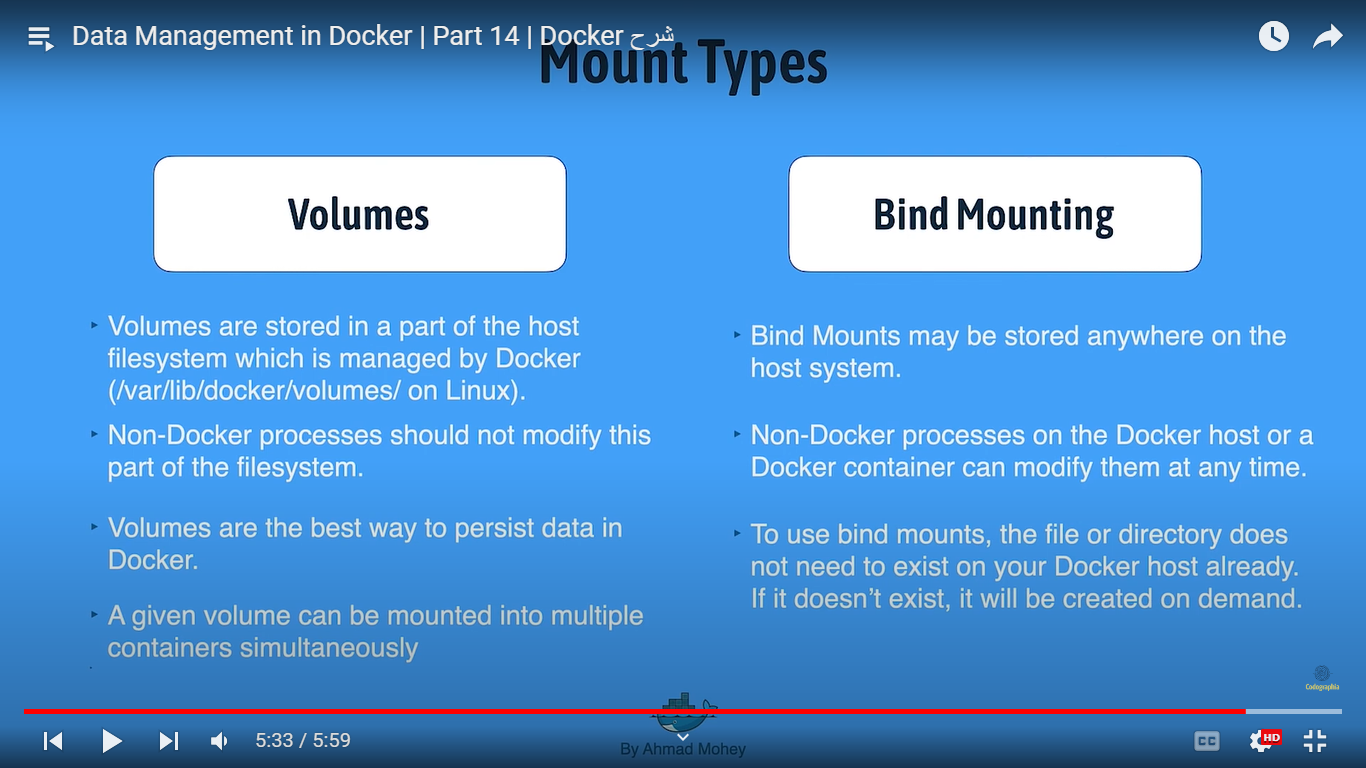 Data Management in Docker | Part 14 | Docker شرح
Mount Types
Volumes
‣ Volumes are stored in a part of the host
filesystem which is managed by Docker
(/var/lib/docker/volumes/ on Linux).
‣ Non-Docker processes should not modify this
part of the filesystem.
‣ Volumes are the best way to persist data in
Docker.
‣ A given volume can be mounted into multiple
containers simultaneously
Bind Mounting
‣ Bind Mounts may be stored anywhere on the
host system.
‣ Non-Docker processes on the Docker host or a
Docker container can modify them at any time.
‣ To use bind mounts, the file or directory does
not need to exist on your Docker host already.
If it doesn’t exist, it will be created on demand.
Codographia
5:33 / 5:59
By Ahmad Mohey
CC
HD